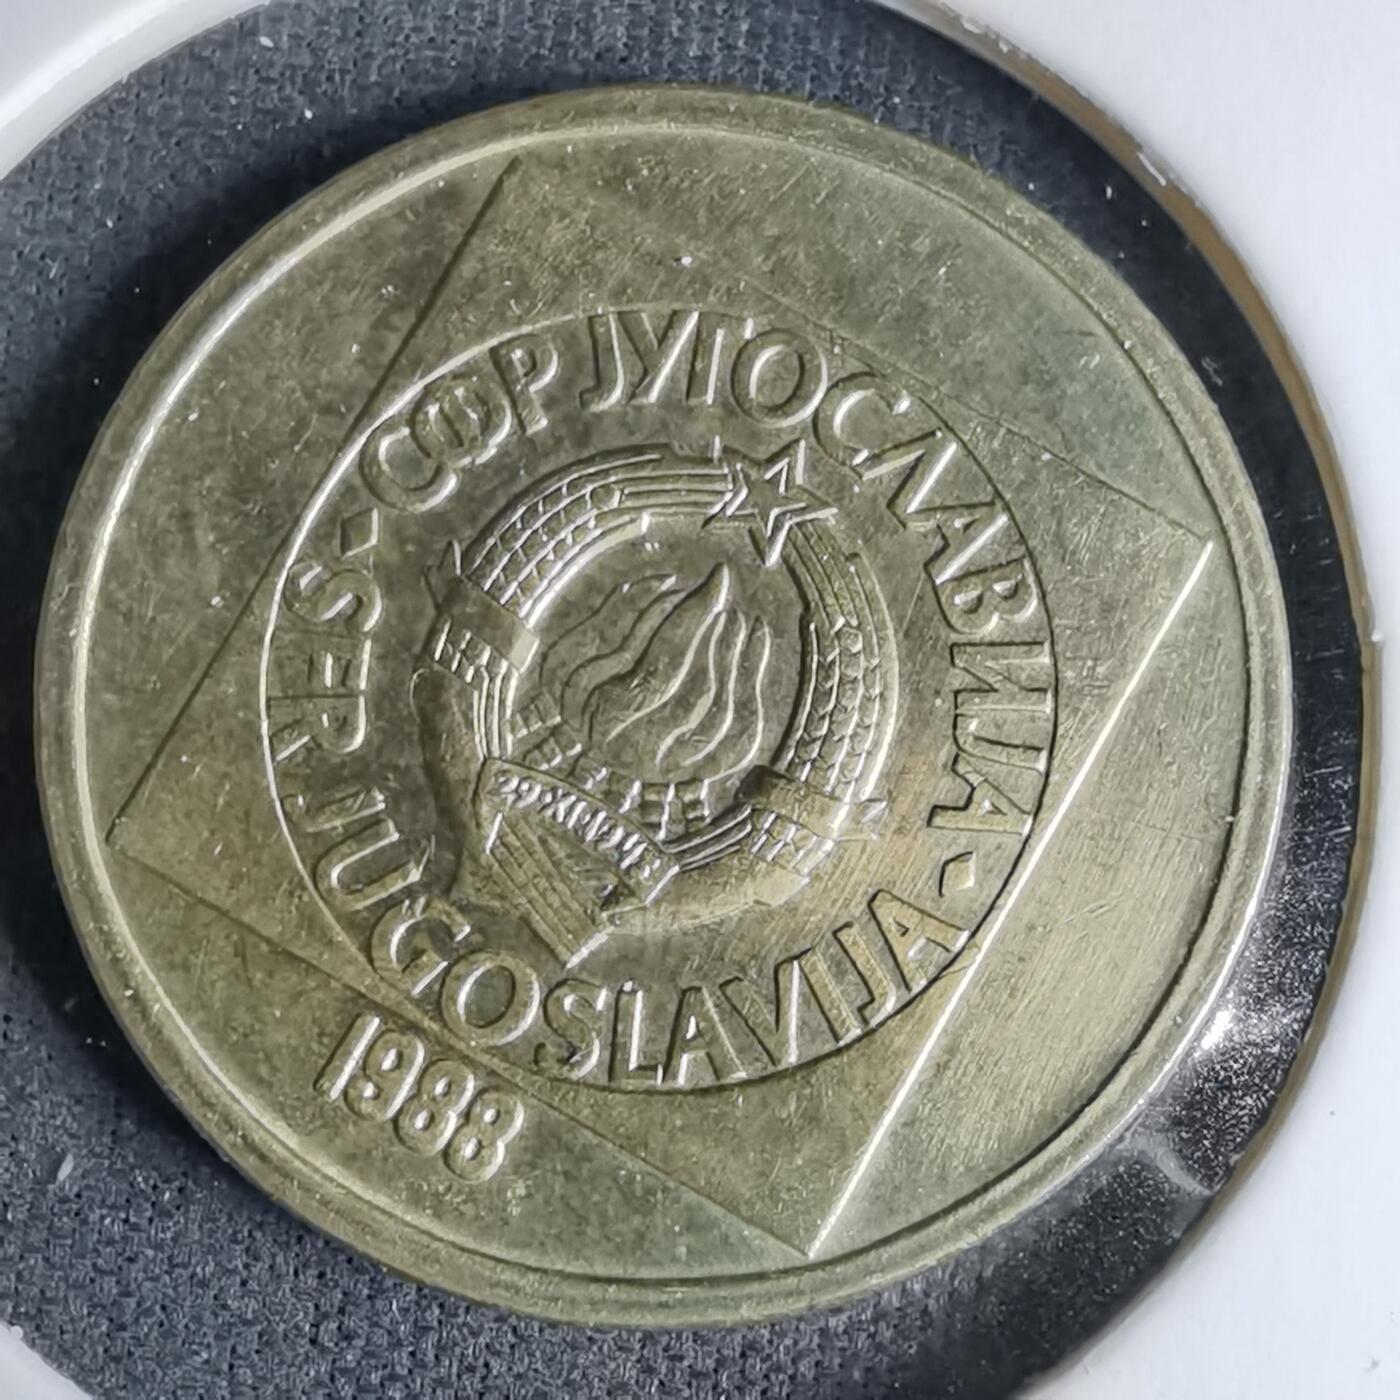 СФР ЈУГОСЛАВИЈА
SFR JUGOSLAVIJA
29•XI•1943
1988